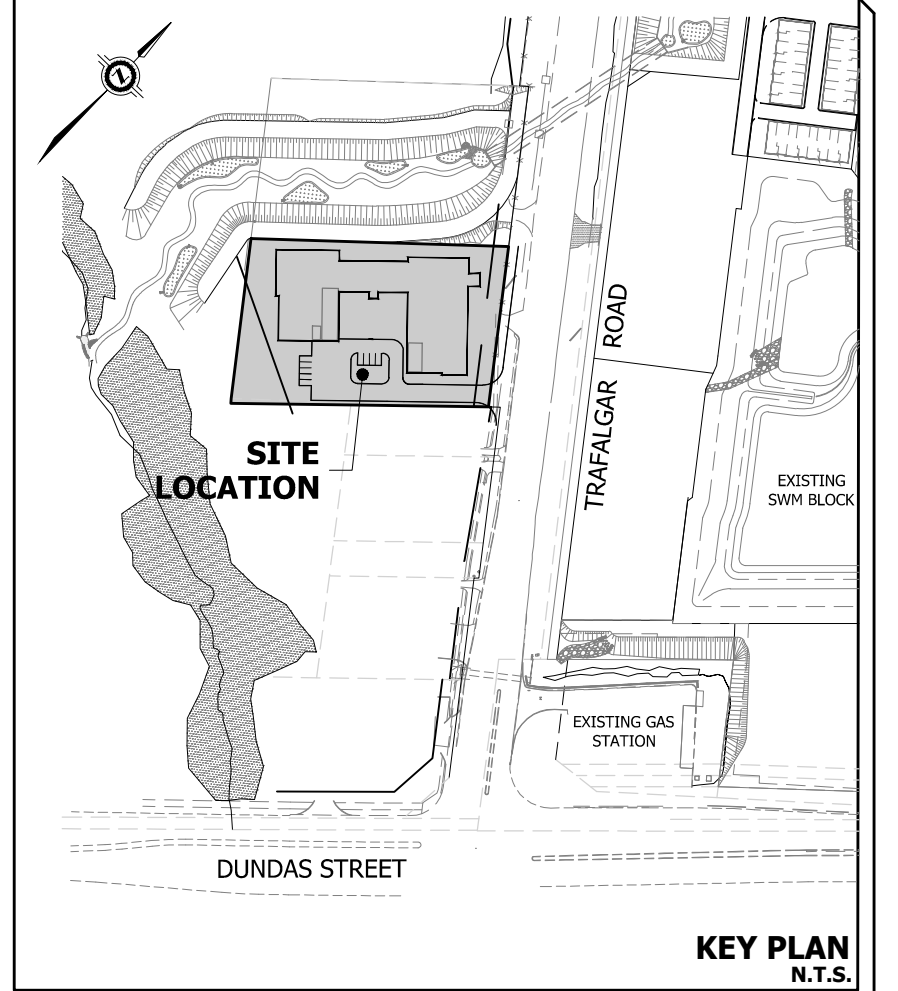 Z
ROAD
TRAFALGAR
SITE
LOCATION
EXISTING
SWM BLOCK
EXISTING GAS
STATION
DUNDAS STREET
KEY PLAN
N.T.S.